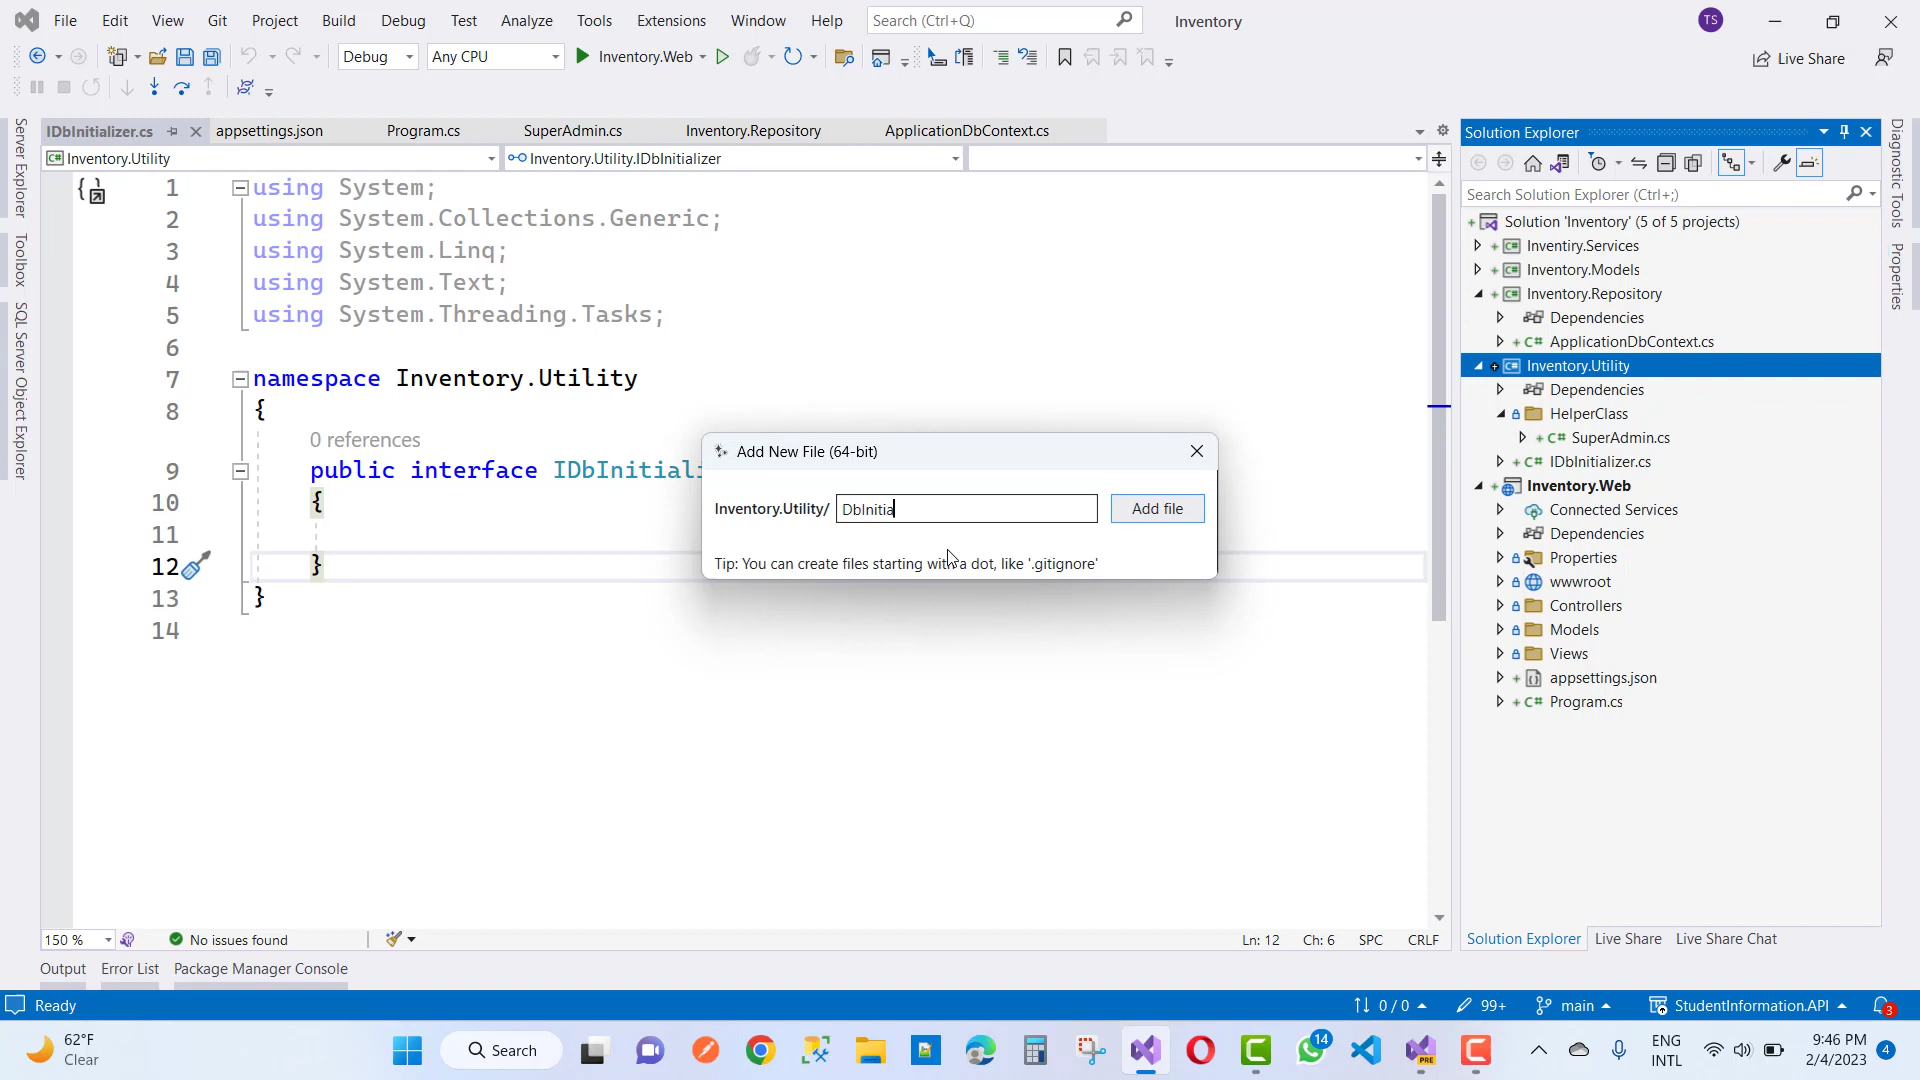 File Edit View Git Project Build Debug Test Analyze Tools Extensions Window Help Search (Ctrl+Q) Inventory TS
Debug Any CPU Inventory.Web Live Share
IDbInitializer.cs appsettings.json Program.cs SuperAdmin.cs Inventory.Repository ApplicationDbContext.cs
Inventory.Utility Inventory.Utility.IDbInitializer
Server Explorer
Toolbox
SQL Server Object Explorer
1 using System;
2 using System.Collections.Generic;
3 using System.Linq;
4 using System.Text;
5 using System.Threading.Tasks;
6
7 namespace Inventory.Utility
8 {
0 references
9 public interface IDbInitiali
10 {
11
12 }
13 }
14
Add New File (64-bit)
Inventory.Utility/ DbInitia Add file
Tip: You can create files starting with a dot, like '.gitignore'
Solution Explorer
Search Solution Explorer (Ctrl+;)
Solution 'Inventory' (5 of 5 projects)
C# Inventiry.Services
C# Inventory.Models
C# Inventory.Repository
Dependencies
C# ApplicationDbContext.cs
C# Inventory.Utility
Dependencies
HelperClass
C# SuperAdmin.cs
C# IDbInitializer.cs
Inventory.Web
Connected Services
Dependencies
Properties
wwwroot
Controllers
Models
Views
appsettings.json
C# Program.cs
Diagnostic Tools
Properties
150 % No issues found Ln: 12 Ch: 6 SPC CRLF
Solution Explorer Live Share Live Share Chat
Output Error List Package Manager Console
Ready 0 / 0 99+ main StudentInformation.API 3
62°F
Clear
Search
14
PRE
ENG
INTL
9:46 PM
2/4/2023
4